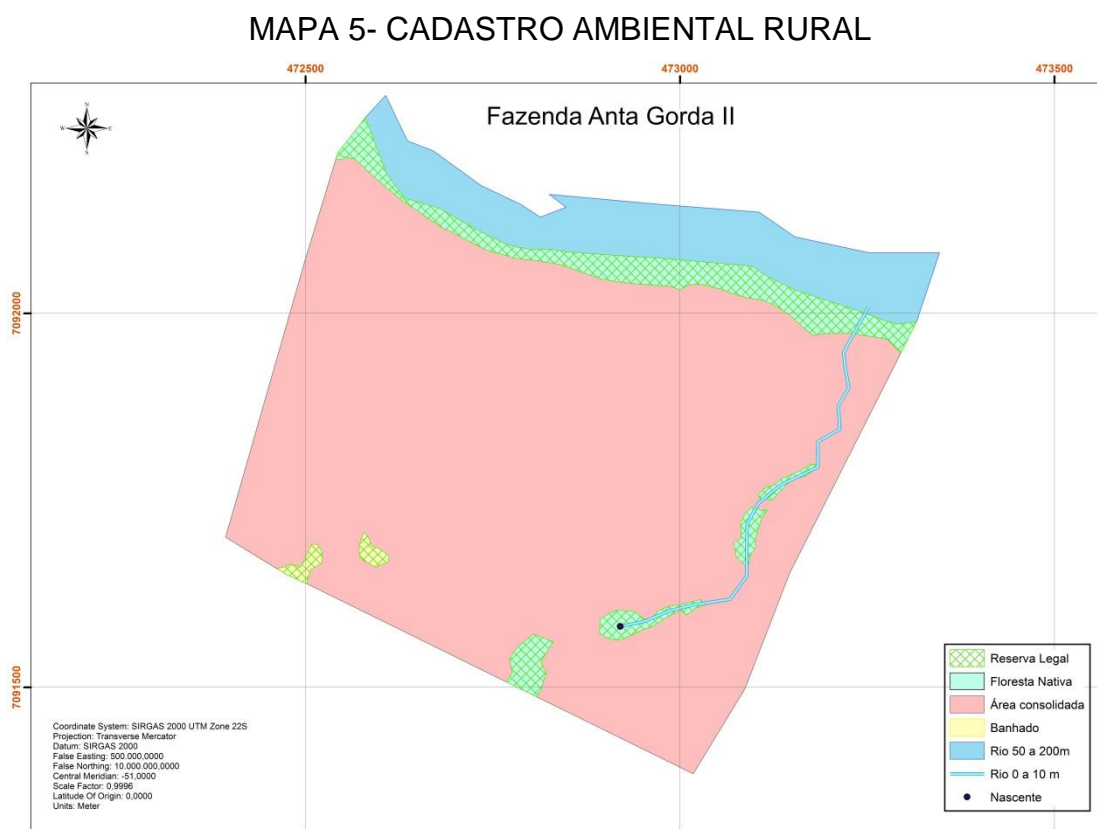 MAPA 5- CADASTRO AMBIENTAL RURAL
472500 473000 473500
Fazenda Anta Gorda II
N
W E
S
7092000
7091500
Reserva Legal
Floresta Nativa
Área consolidada
Banhado
Rio 50 a 200m
Rio 0 a 10 m
Nascente
Coordinate System: SIRGAS 2000 UTM Zone 22S
Projection: Transverse Mercator
Datum: SIRGAS 2000
False Easting: 500.000,0000
False Northing: 10.000.000,0000
Central Meridian: -51,0000
Scale Factor: 0,9996
Latitude Of Origin: 0,0000
Units: Meter